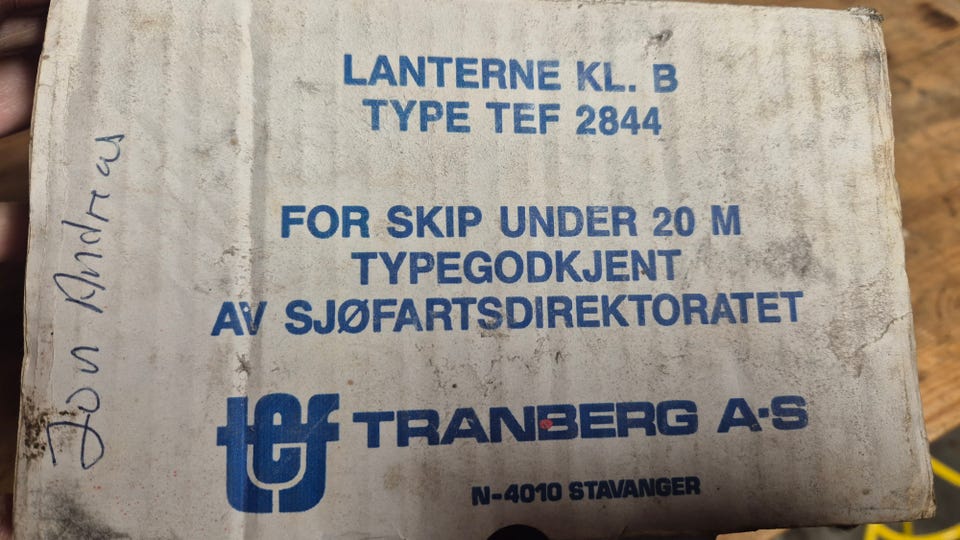 LANTERNE KL. B
TYPE TEF 2844
FOR SKIP UNDER 20 M
TYPEGODKJENT
AV SJØFARTSDIREKTORATET
tef TRANBERG A·S
N-4010 STAVANGER
Jon Andreas